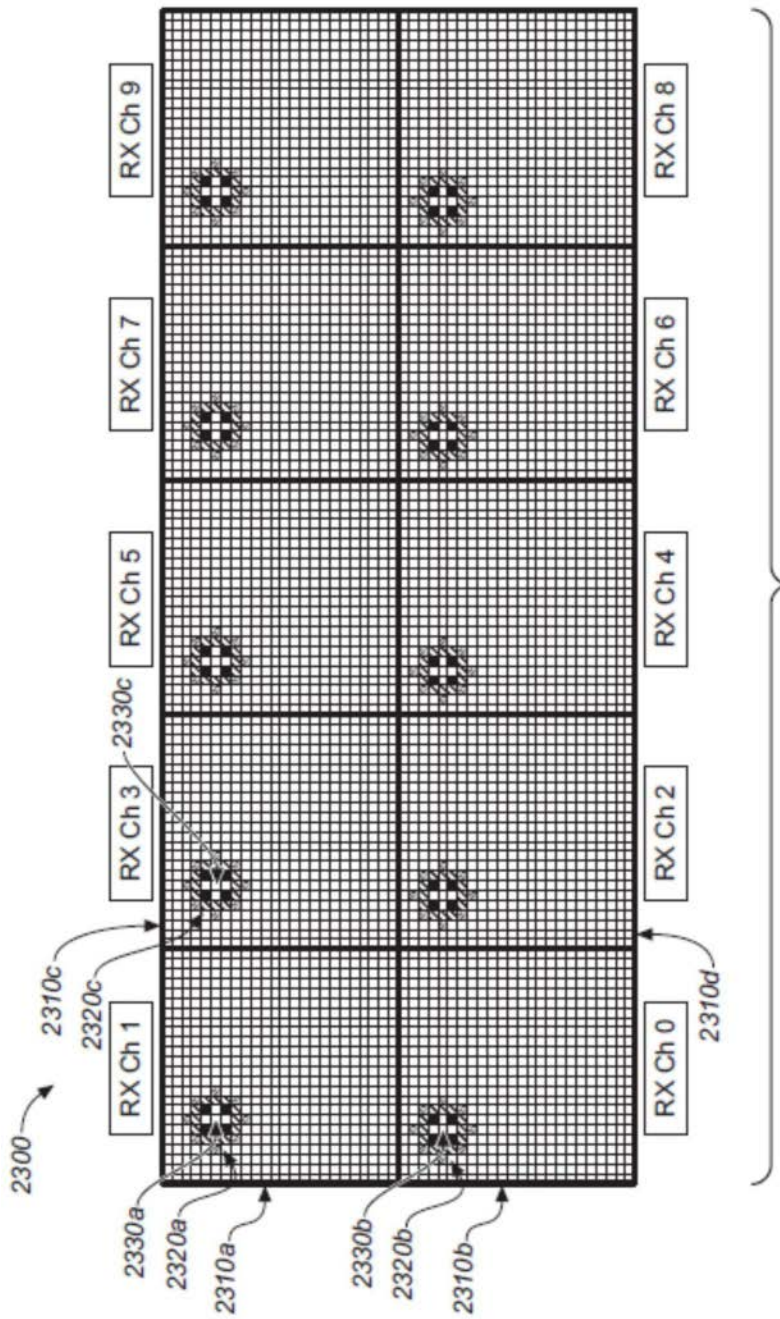 2300
RX Ch 1
RX Ch 3
RX Ch 5
RX Ch 7
RX Ch 9
2310c
2320c
2330c
2330a
2320a
2310a
2330b
2320b
2310b
RX Ch 0
RX Ch 2
RX Ch 4
RX Ch 6
RX Ch 8
2310d